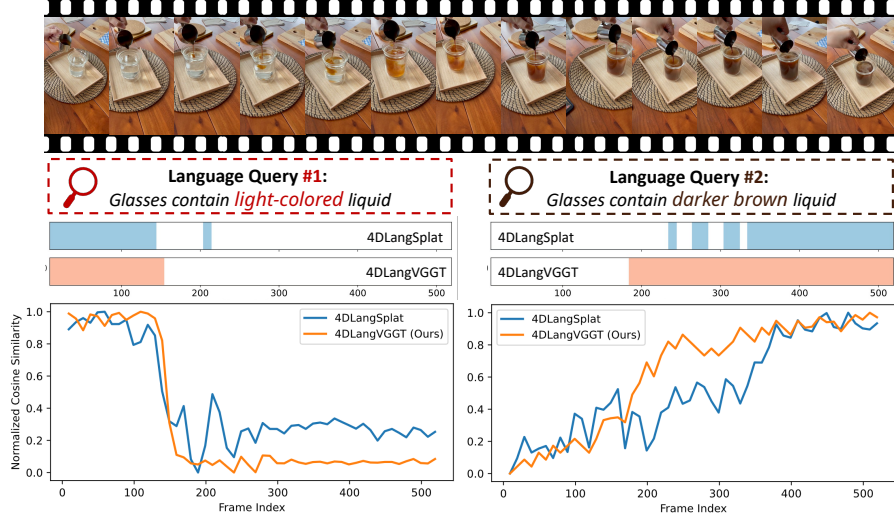 Language Query #1:
Glasses contain light-colored liquid
Language Query #2:
Glasses contain darker brown liquid
4DLangSplat
4DLangVGGT
100 200 300 400 500
4DLangSplat
4DLangVGGT
100 200 300 400 500
Normalized Cosine Similarity
1.0
0.8
0.6
0.4
0.2
0.0
4DLangSplat
4DLangVGGT (Ours)
0 100 200 300 400 500
Frame Index
1.0
0.8
0.6
0.4
0.2
0.0
4DLangSplat
4DLangVGGT (Ours)
0 100 200 300 400 500
Frame Index